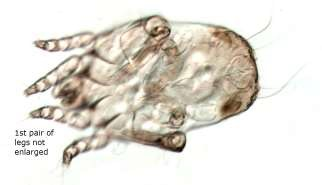 1st pair of
legs not
enlarged